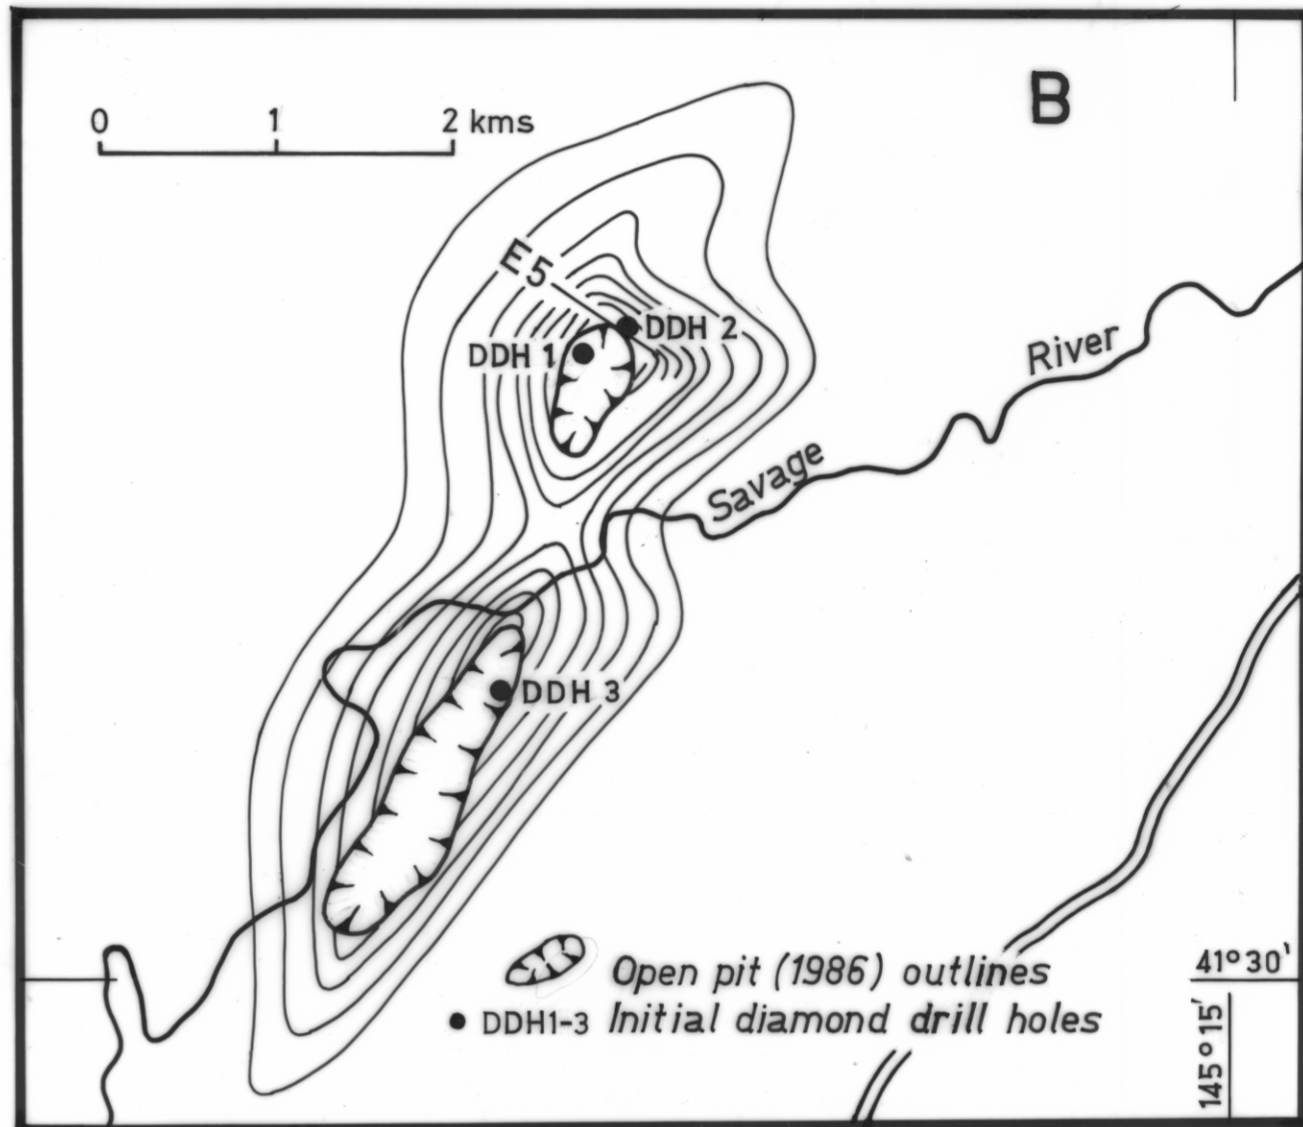 B
0 1 2 kms
E5
DDH 2
DDH 1
River
Savage
DDH 3
Open pit (1986) outlines
41°30'
DDH1-3 Initial diamond drill holes
145°15'